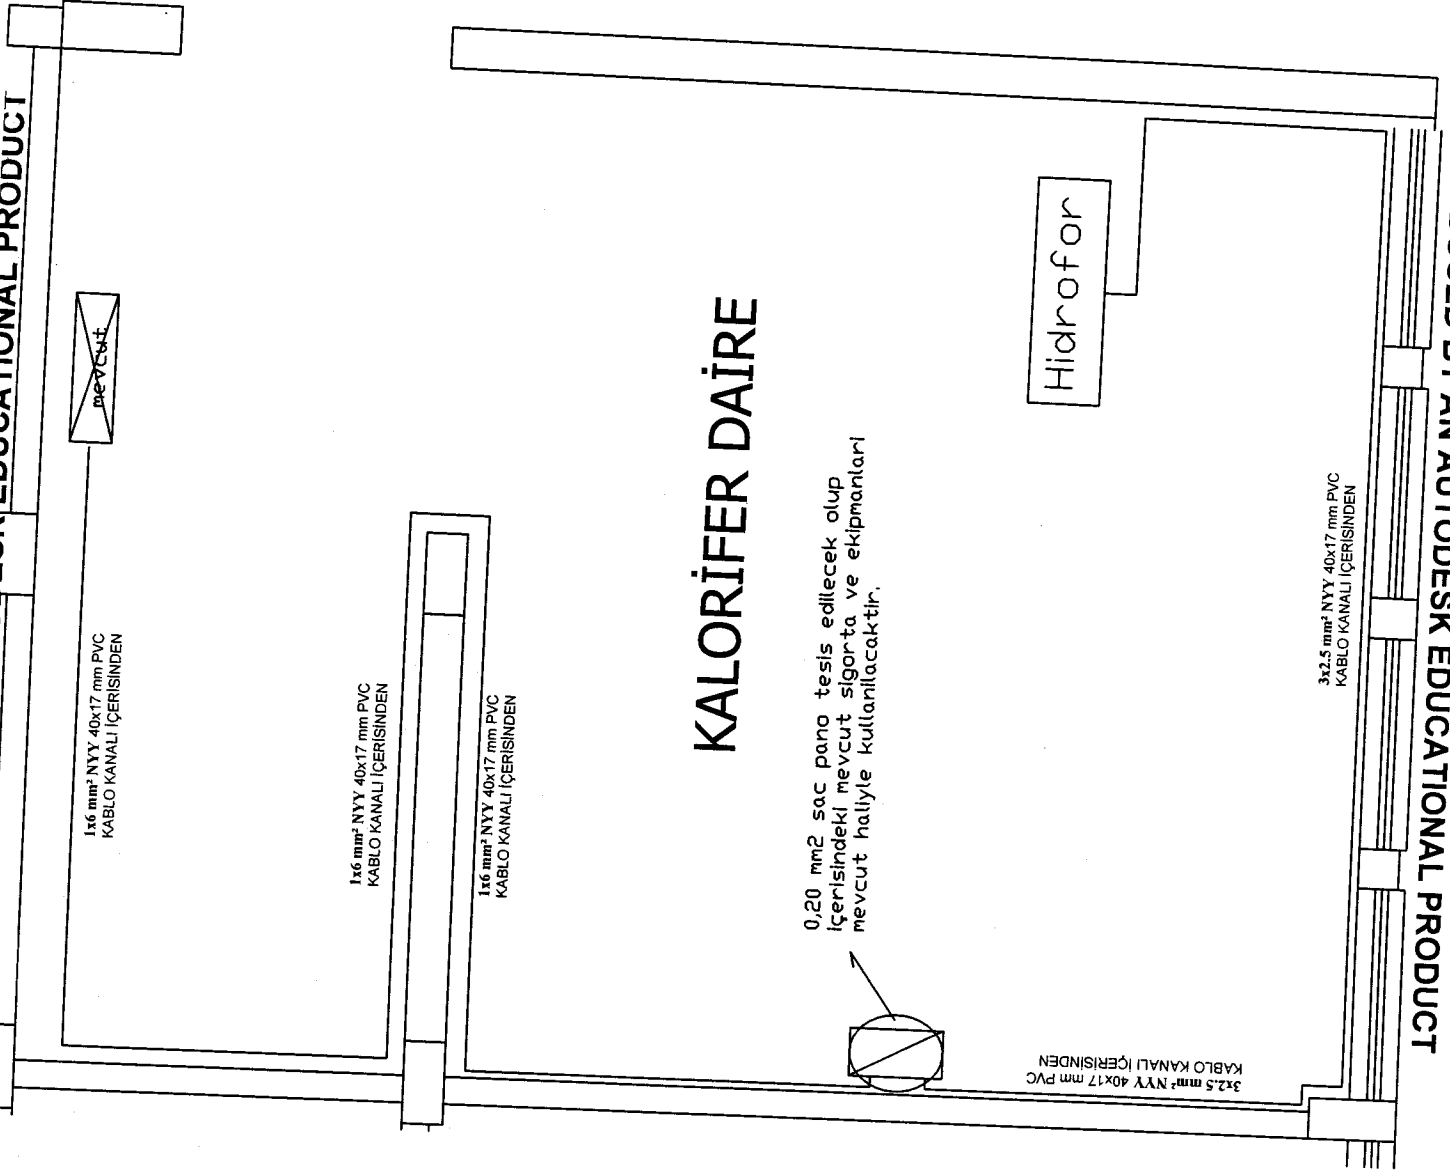 EDUCATIONAL PRODUCT
mevcut
1x6 mm² NYY 40x17 mm PVC
KABLO KANALI İÇERİSİNDEN
1x6 mm² NYY 40x17 mm PVC
KABLO KANALI İÇERİSİNDEN
1x6 mm² NYY 40x17 mm PVC
KABLO KANALI İÇERİSİNDEN
KALORİFER DAİRE
0,20 mm2 sac pano tesis edilecek olup
içerisindeki mevcut sigorta ve ekipmanları
mevcut haliyle kullanılacaktır.
Hidrofor
3x2.5 mm² NYY 40x17 mm PVC
KABLO KANALI İÇERİSİNDEN
3x2.5 mm² NYY 40x17 mm PVC
KABLO KANALI İÇERİSİNDEN
BY AN AUTODESK EDUCATIONAL PRODUCT